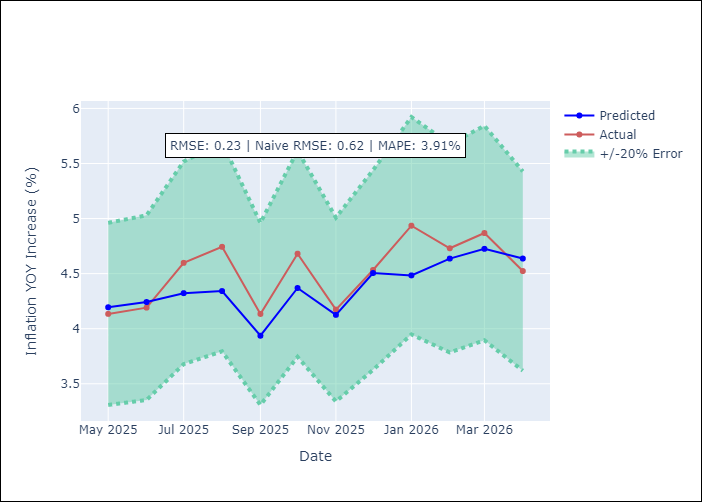 RMSE: 0.23 | Naive RMSE: 0.62 | MAPE: 3.91%
Predicted
Actual
+/-20% Error
Inflation YOY Increase (%)
6
5.5
5
4.5
4
3.5
May 2025
Jul 2025
Sep 2025
Nov 2025
Jan 2026
Mar 2026
Date